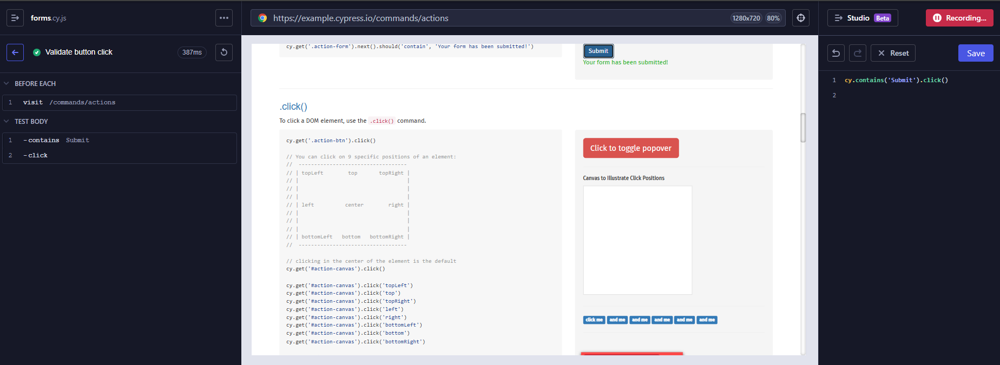 forms.cy.js
https://example.cypress.io/commands/actions
1280x720
80%
Studio Beta
Recording...
Validate button click
387ms
Reset
Save
BEFORE EACH
1 visit /commands/actions
TEST BODY
1 -contains Submit
2 -click
cy.get('.action-form').next().should('contain', 'Your form has been submitted!')
Submit
Your form has been submitted!
.click()
To click a DOM element, use the .click() command.
cy.get('.action-btn').click()
// You can click on 9 specific positions of an element:
//  -----------------------------------
// | topLeft        top       topRight |
// |                                   |
// |                                   |
// |                                   |
// | left          center        right |
// |                                   |
// |                                   |
// |                                   |
// | bottomLeft   bottom   bottomRight |
//  -----------------------------------
// clicking in the center of the element is the default
cy.get('#action-canvas').click()
cy.get('#action-canvas').click('topLeft')
cy.get('#action-canvas').click('top')
cy.get('#action-canvas').click('topRight')
cy.get('#action-canvas').click('left')
cy.get('#action-canvas').click('right')
cy.get('#action-canvas').click('bottomLeft')
cy.get('#action-canvas').click('bottom')
cy.get('#action-canvas').click('bottomRight')
Click to toggle popover
Canvas to Illustrate Click Positions
click me and me and me and me and me and me
1 cy.contains('Submit').click()
2